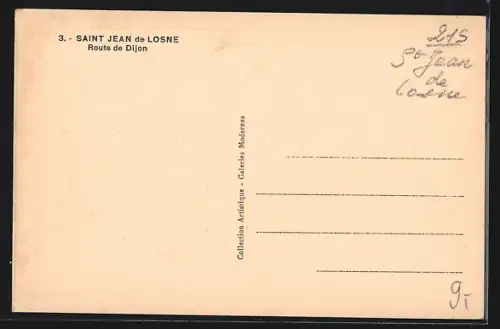 3. - SAINT JEAN de LOSNE
Route de Dijon
215
St Jean
de
Losne
Collection Artistique - Galeries Modernes
9,-